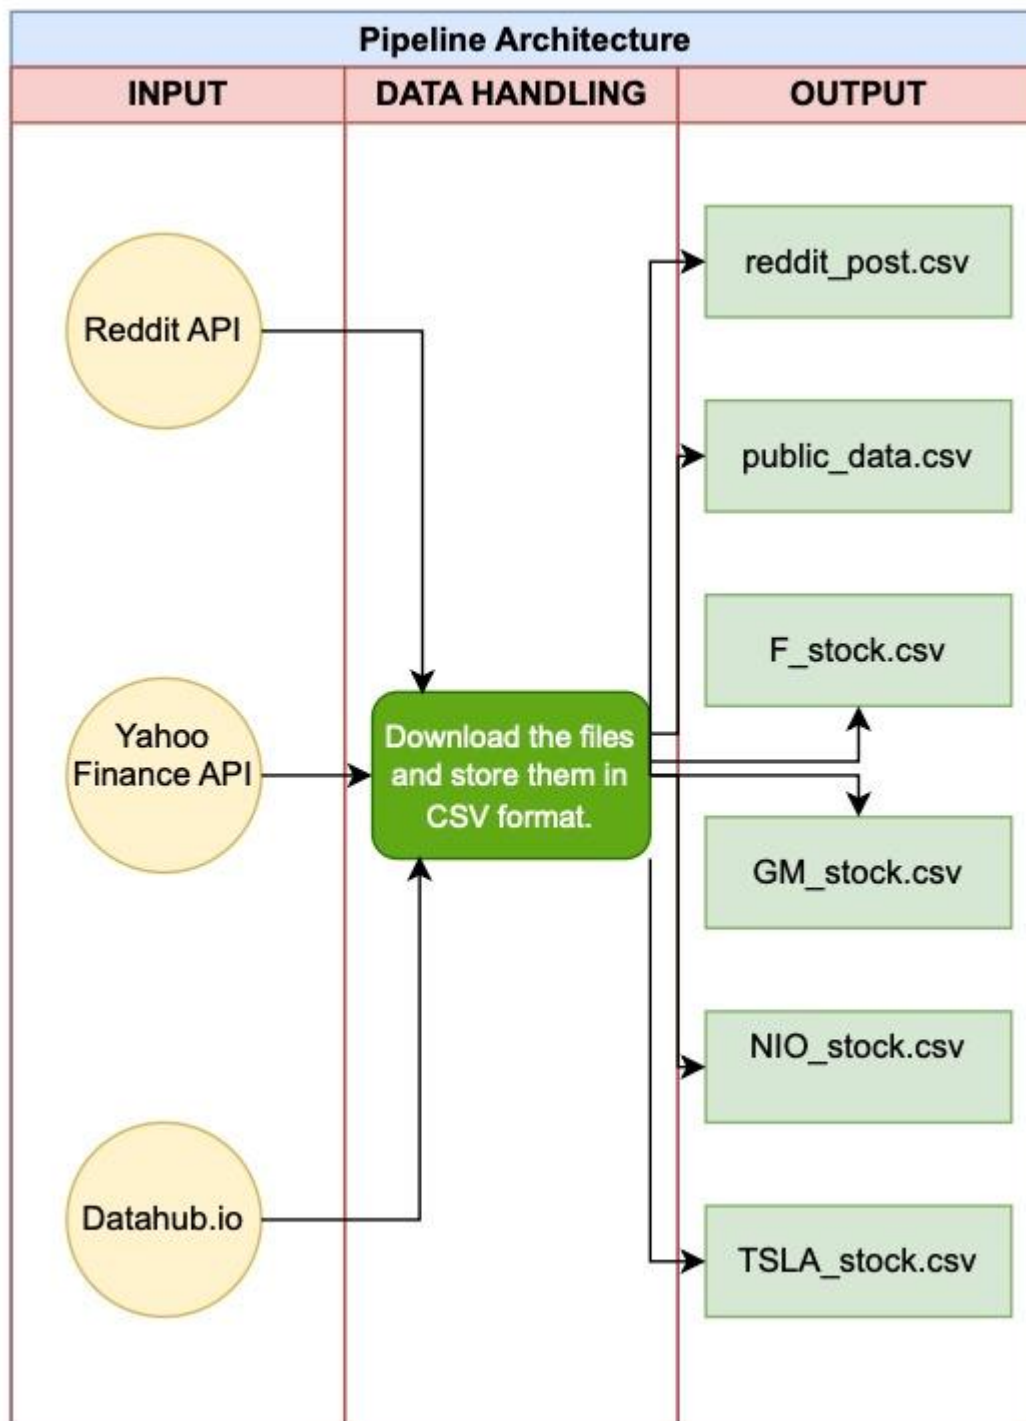 Pipeline Architecture
INPUT
DATA HANDLING
OUTPUT
Reddit API
Yahoo
Finance API
Datahub.io
Download the files
and store them in
CSV format.
reddit_post.csv
public_data.csv
F_stock.csv
GM_stock.csv
NIO_stock.csv
TSLA_stock.csv